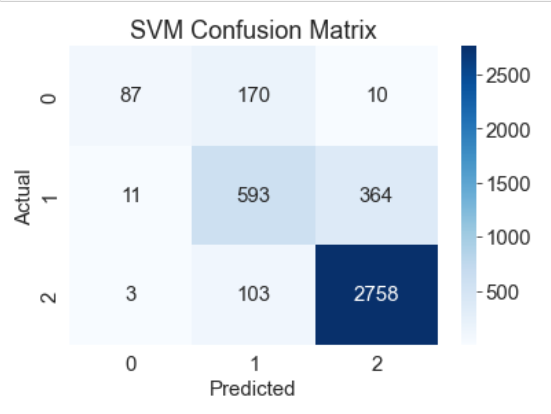 SVM Confusion Matrix
Actual
0 87 170 10
1 11 593 364
2 3 103 2758
0 1 2
Predicted
2500
2000
1500
1000
500